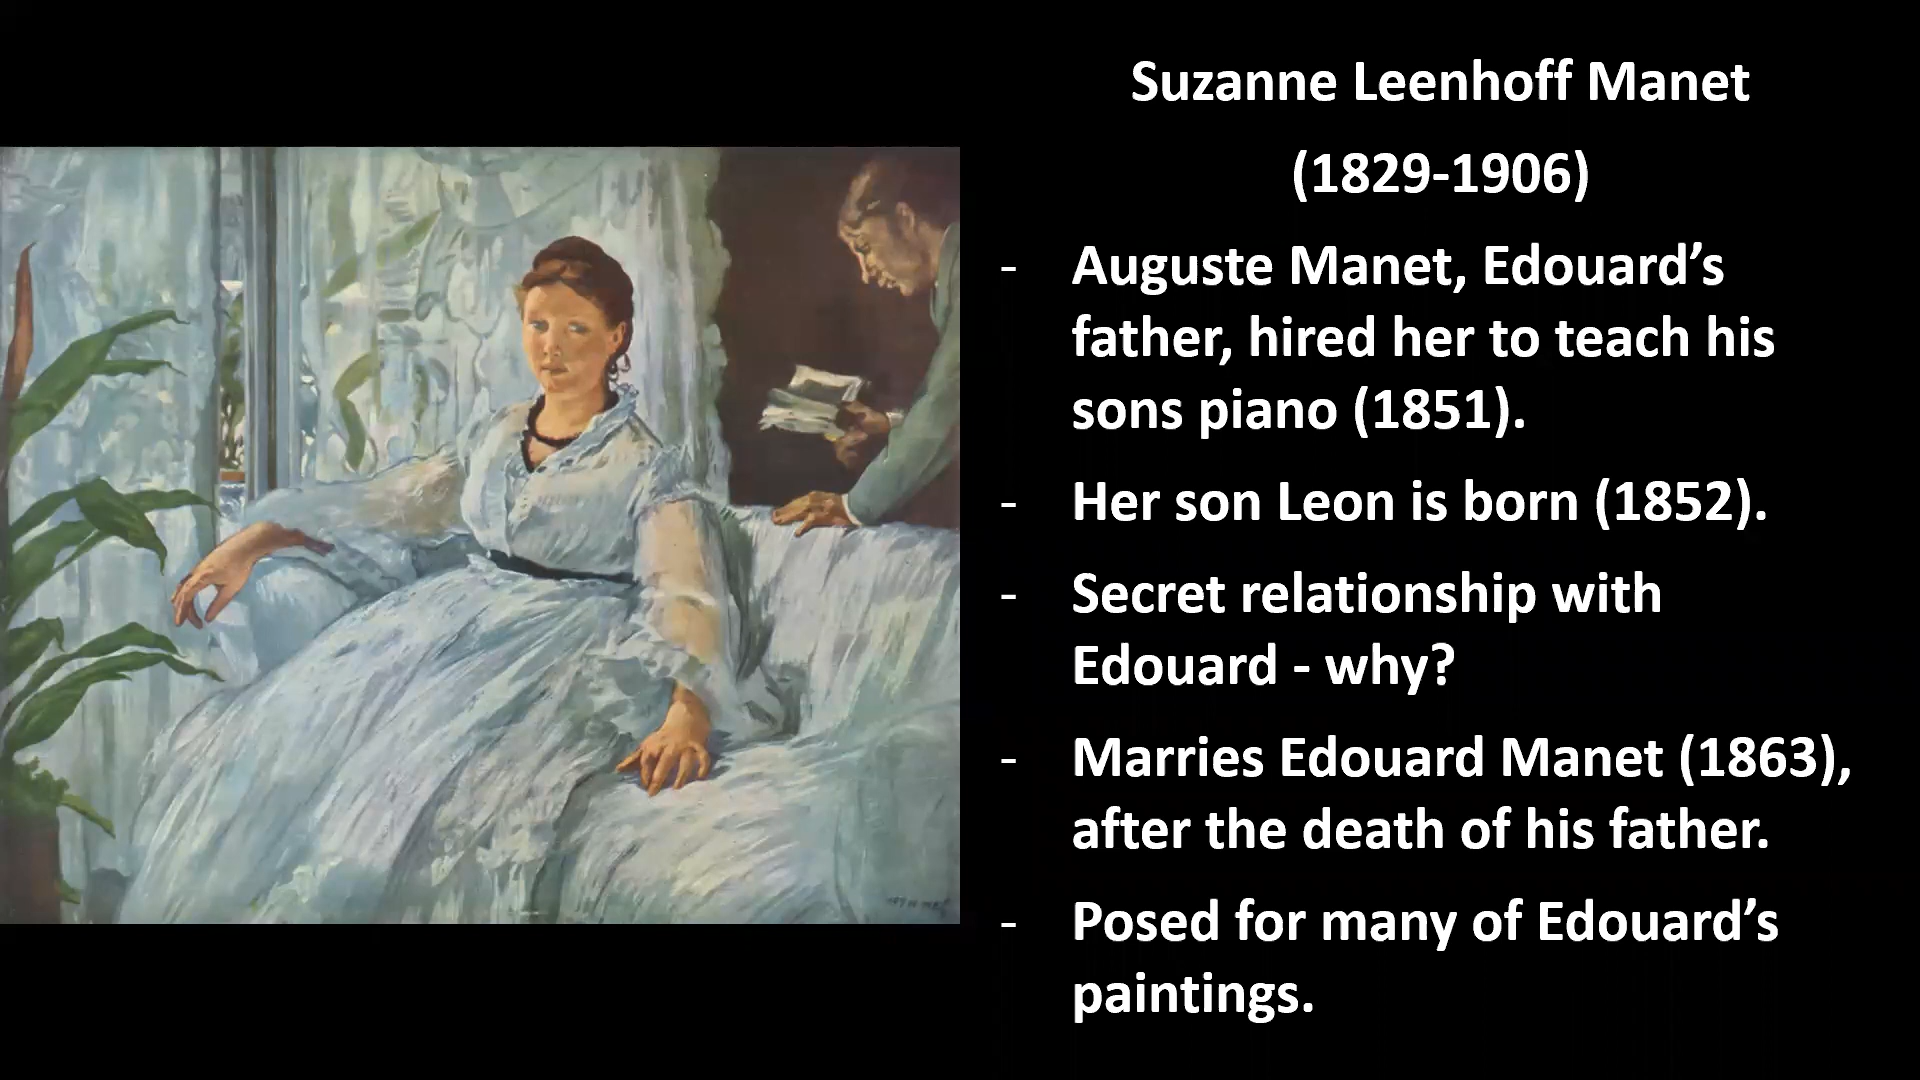 Suzanne Leenhoff Manet
(1829-1906)
- Auguste Manet, Edouard’s
father, hired her to teach his
sons piano (1851).
- Her son Leon is born (1852).
- Secret relationship with
Edouard - why?
- Marries Edouard Manet (1863),
after the death of his father.
- Posed for many of Edouard’s
paintings.